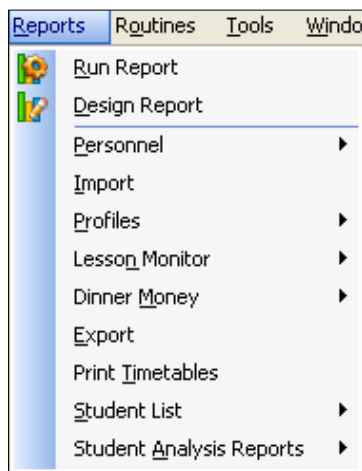 Reports Routines Tools Windo
Run Report
Design Report
Personnel
Import
Profiles
Lesson Monitor
Dinner Money
Export
Print Timetables
Student List
Student Analysis Reports